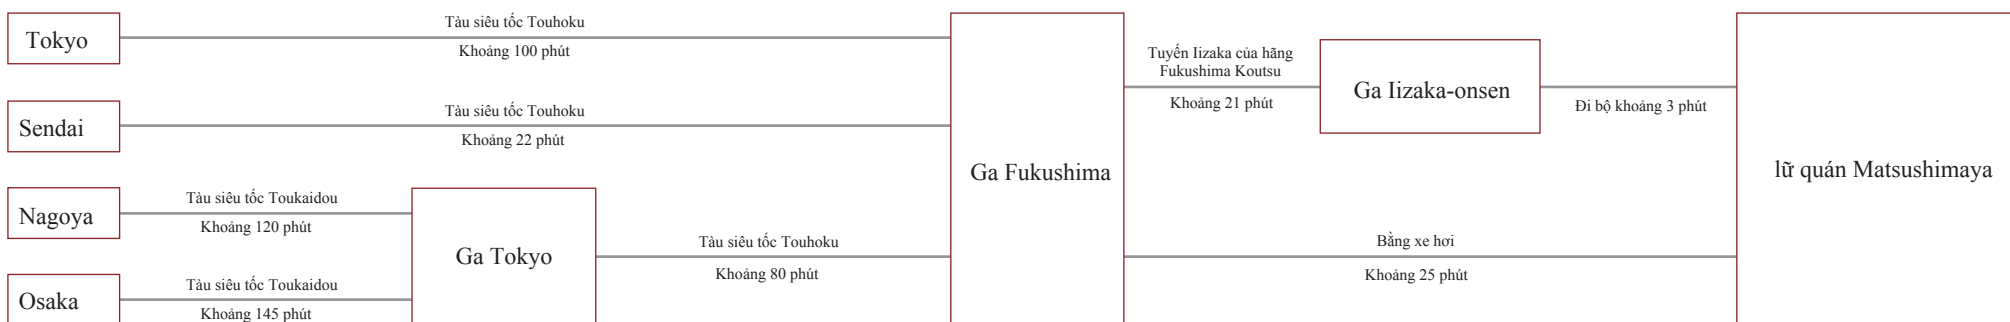 Tokyo
Tàu siêu tốc Touhoku
Khoảng 100 phút
Sendai
Tàu siêu tốc Touhoku
Khoảng 22 phút
Nagoya
Tàu siêu tốc Toukaidou
Khoảng 120 phút
Osaka
Tàu siêu tốc Toukaidou
Khoảng 145 phút
Ga Tokyo
Tàu siêu tốc Touhoku
Khoảng 80 phút
Ga Fukushima
Tuyến Iizaka của hãng
Fukushima Koutsu
Khoảng 21 phút
Ga Iizaka-onsen
Đi bộ khoảng 3 phút
Bằng xe hơi
Khoảng 25 phút
lữ quán Matsushimaya